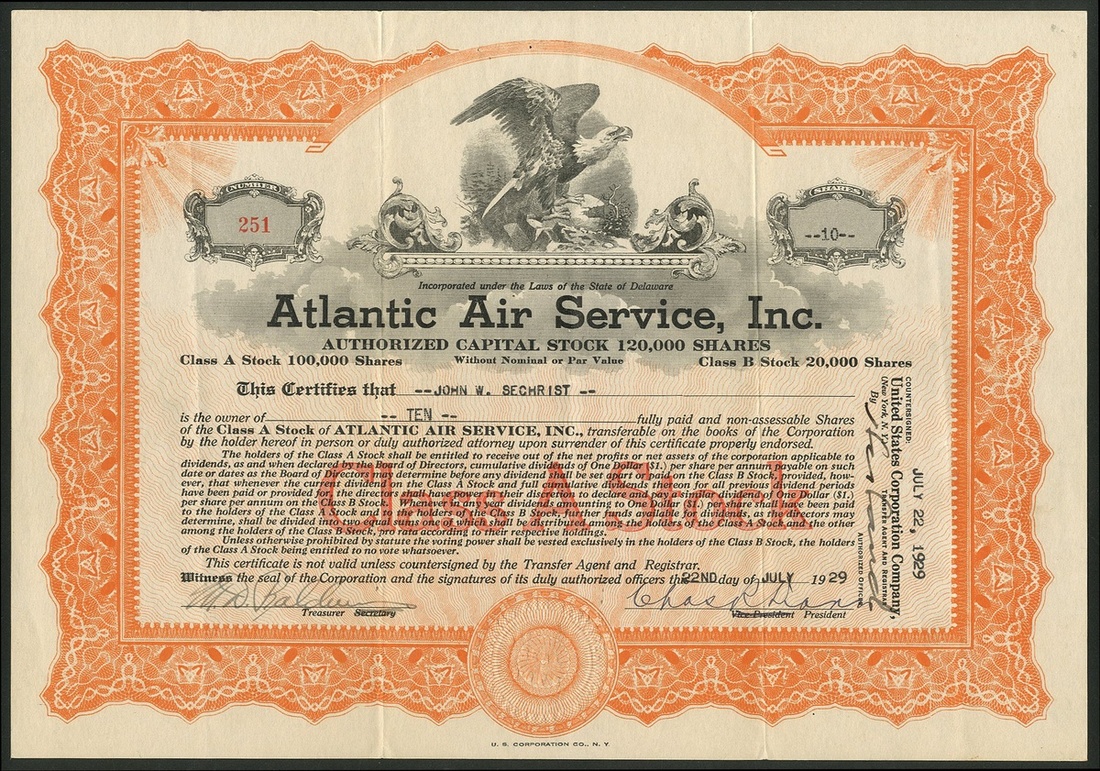 NUMBER
251
SHARES
--10--
Incorporated under the Laws of the State of Delaware
Atlantic Air Service, Inc.
AUTHORIZED CAPITAL STOCK 120,000 SHARES
Class A Stock 100,000 Shares Without Nominal or Par Value Class B Stock 20,000 Shares
This Certifies that --JOHN W. SECHRIST --
is the owner of -- TEN -- fully paid and non-assessable Shares
of the Class A Stock of ATLANTIC AIR SERVICE, INC., transferable on the books of the Corporation
by the holder hereof in person or duly authorized attorney upon surrender of this certificate properly endorsed.
The holders of the Class A Stock shall be entitled to receive out of the net profits or net assets of the corporation applicable to
dividends, as and when declared by the Board of Directors, cumulative dividends of One Dollar ($1.) per share per annum, payable on such
date or dates as the Board of Directors may determine before any dividend shall be set apart or paid on the Class B Stock, provided, how-
ever, that whenever the current dividend on the Class A Stock and full cumulative dividends thereon for all previous dividend periods
have been paid or provided for, the directors may have power in their discretion to declare and pay a dividend of One Dollar ($1.)
per share per annum on the Class B Stock. Whenever such dividends amounting to One Dollar ($1.) per share shall have been paid
to the holders of the Class A Stock and the holders of the Class B Stock, further funds available for dividends, as the directors may
determine, shall be divided into parts, one of which shall be distributed among the holders of the Class A Stock and the other
among the holders of the Class B Stock, pro rata according to their respective holdings.
Unless otherwise prohibited by statute the voting power shall be vested exclusively in the holders of the Class B Stock, the holders
of the Class A Stock being entitled to no vote whatsoever.
Class A Stock
This certificate is not valid unless countersigned by the Transfer Agent and Registrar.
Witness the seal of the Corporation and the signatures of its duly authorized officers the 22ND day of JULY 1929
Treasurer Secretary
Vice-President President
COUNTERSIGNED:
United States Corporation Company,
(New York, N. Y.) TRANSFER AGENT AND REGISTRAR
By
AUTHORIZED OFFICER
JULY 22, 1929
U. S. CORPORATION CO., N. Y.